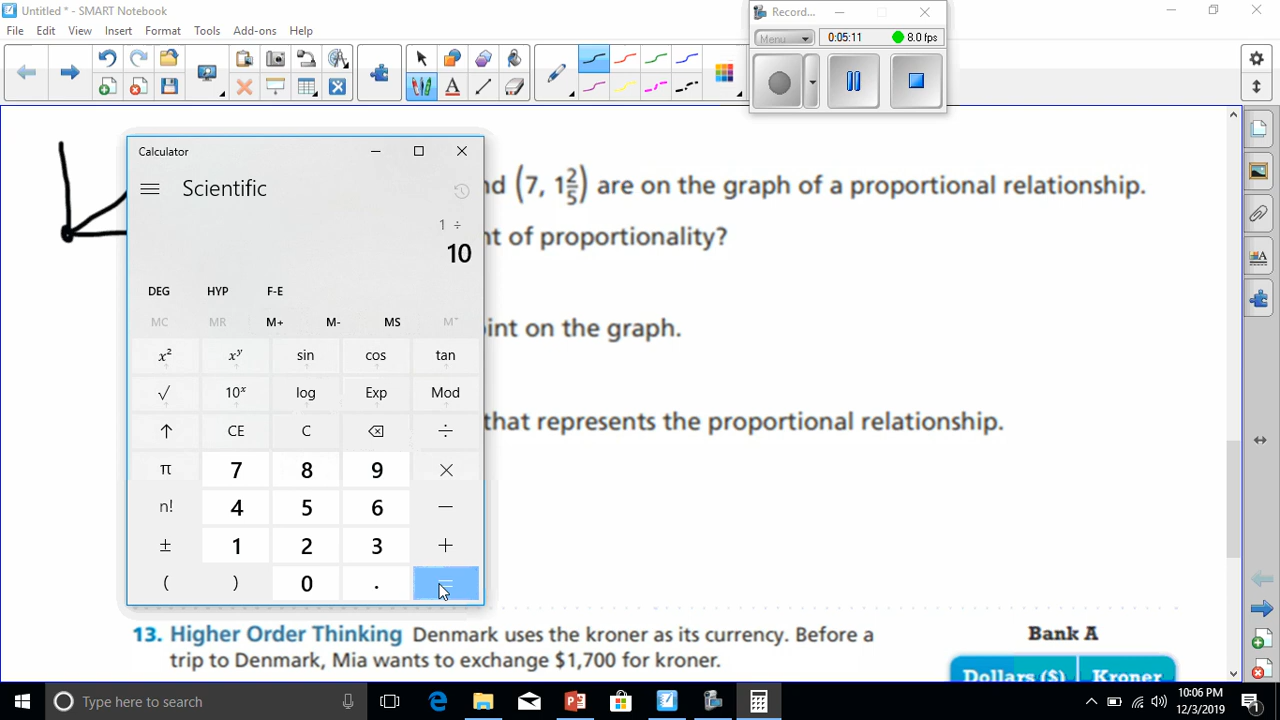 Untitled * - SMART Notebook
File Edit View Insert Format Tools Add-ons Help
Record...
Menu 0:05:11 8.0 fps
Calculator
Scientific
1 ÷
10
DEG HYP F-E
MC MR M+ M- MS M˅
x² xʸ sin cos tan
√ 10ˣ log Exp Mod
↑ CE C ⌫ ÷
π 7 8 9 ×
n! 4 5 6 −
± 1 2 3 +
( ) 0 . =
nd (7, 1 2/5) are on the graph of a proportional relationship.
nt of proportionality?
int on the graph.
that represents the proportional relationship.
13. Higher Order Thinking Denmark uses the kroner as its currency. Before a
trip to Denmark, Mia wants to exchange $1,700 for kroner.
Bank A
Dollars ($) Kroner
Type here to search
10:06 PM
12/3/2019
1